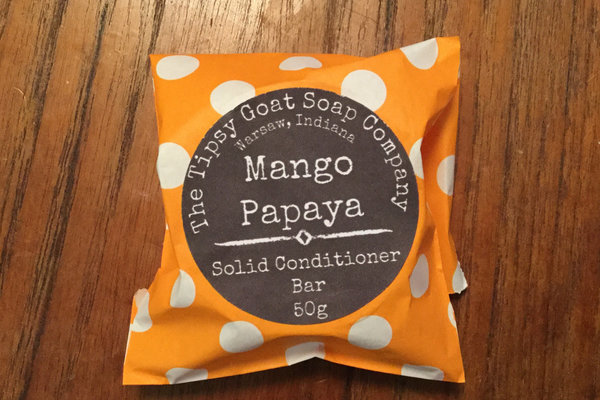 The Tipsy Goat Soap Company
Warsaw, Indiana
Mango
Papaya
Solid Conditioner
Bar
50g